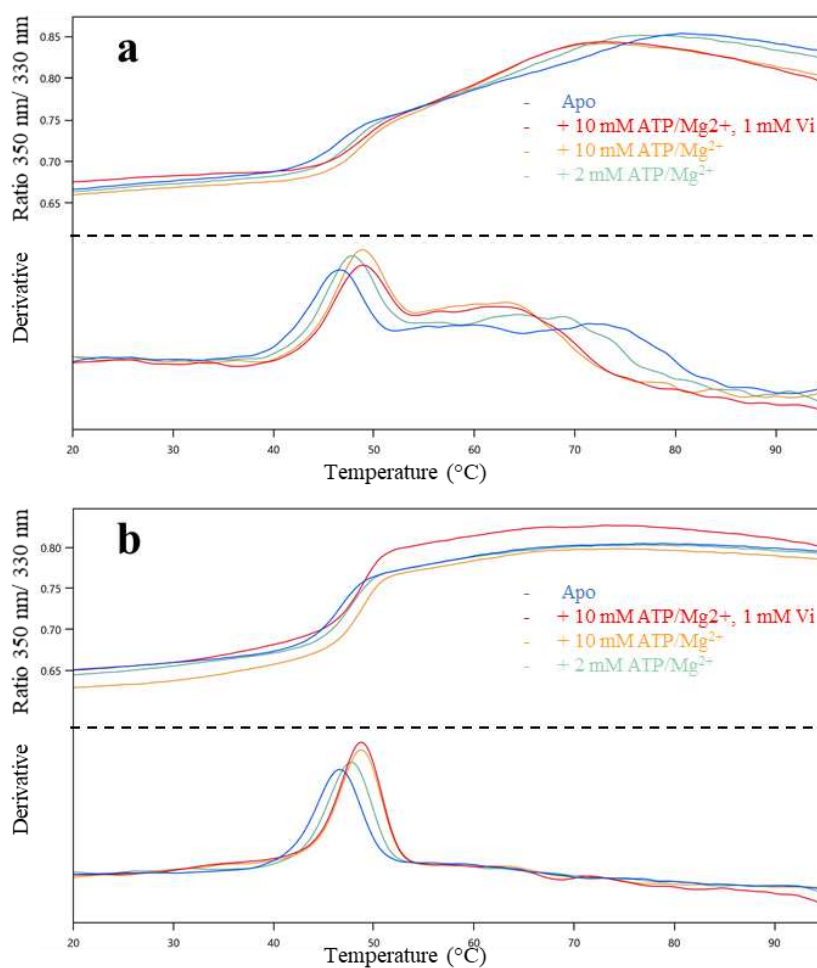 a
Ratio 350 nm/ 330 nm
0.85
0.80
0.75
0.70
0.65
- Apo
- + 10 mM ATP/Mg2+, 1 mM Vi
- + 10 mM ATP/Mg²⁺
- + 2 mM ATP/Mg²⁺
Derivative
20 30 40 50 60 70 80 90
Temperature (°C)
b
Ratio 350 nm/ 330 nm
0.80
0.75
0.70
0.65
- Apo
- + 10 mM ATP/Mg2+, 1 mM Vi
- + 10 mM ATP/Mg²⁺
- + 2 mM ATP/Mg²⁺
Derivative
20 30 40 50 60 70 80 90
Temperature (°C)